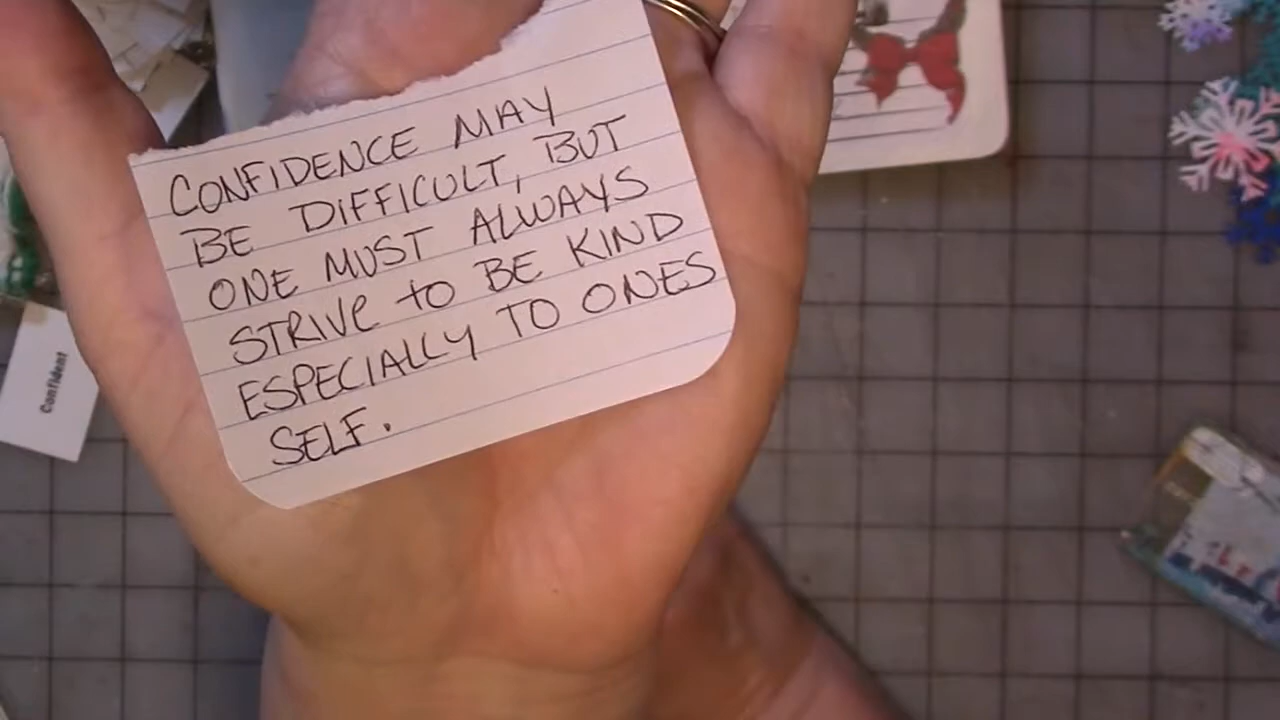 CONFIDENCE MAY
BE DIFFICULT, BUT
ONE MUST ALWAYS
STRIVE TO BE KIND
ESPECIALLY TO ONES
SELF.
Confident